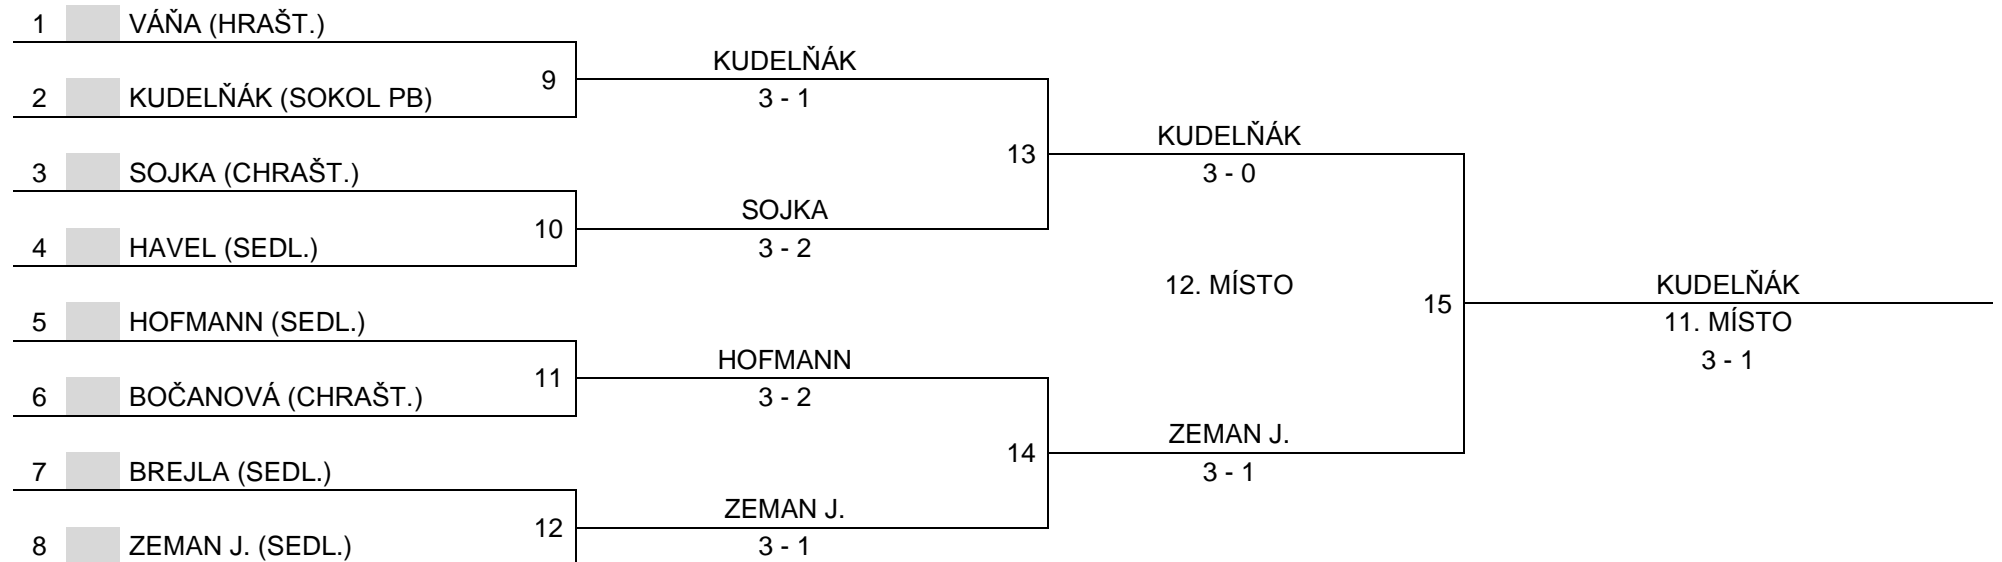 1 VÁŇA (HRAŠT.)
KUDELŇÁK
9
2 KUDELŇÁK (SOKOL PB)
3 - 1
KUDELŇÁK
13
3 SOJKA (CHRAŠT.)
3 - 0
SOJKA
10
4 HAVEL (SEDL.)
3 - 2
12. MÍSTO
KUDELŇÁK
15
5 HOFMANN (SEDL.)
11. MÍSTO
HOFMANN
3 - 1
11
6 BOČANOVÁ (CHRAŠT.)
3 - 2
ZEMAN J.
14
7 BREJLA (SEDL.)
3 - 1
ZEMAN J.
12
8 ZEMAN J. (SEDL.)
3 - 1